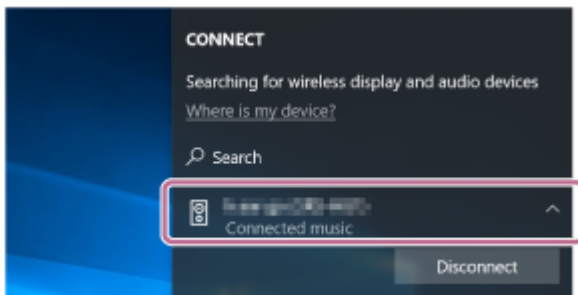 CONNECT
Searching for wireless display and audio devices
Where is my device?
Search
Connected music
Disconnect